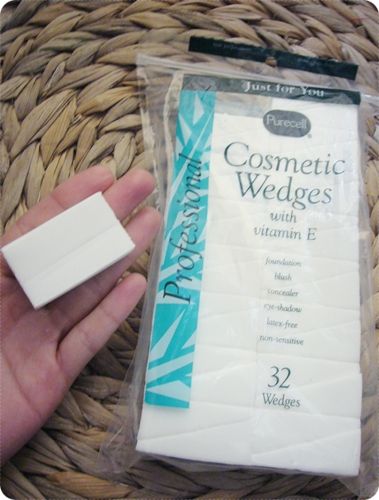 Just for You
Purecell
Professional
Cosmetic
Wedges
with
vitamin E
foundation
blush
concealer
eye-shadow
latex-free
non-sensitive
32
Wedges